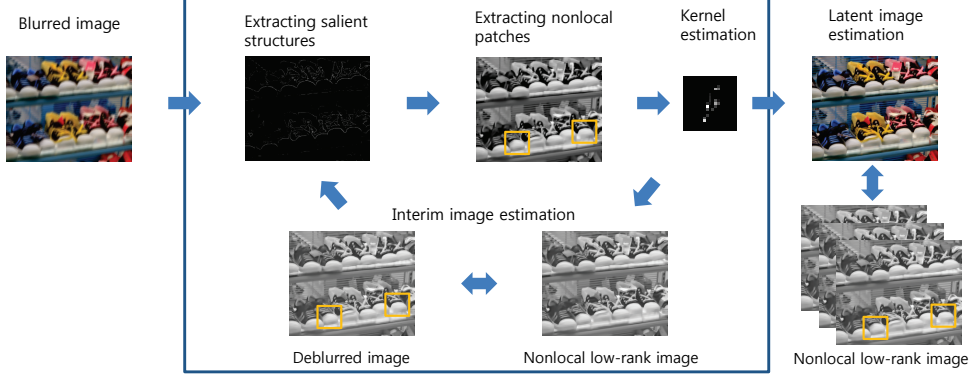 Blurred image
Extracting salient
structures
Extracting nonlocal
patches
Kernel
estimation
Latent image
estimation
Interim image estimation
Deblurred image
Nonlocal low-rank image
Nonlocal low-rank image